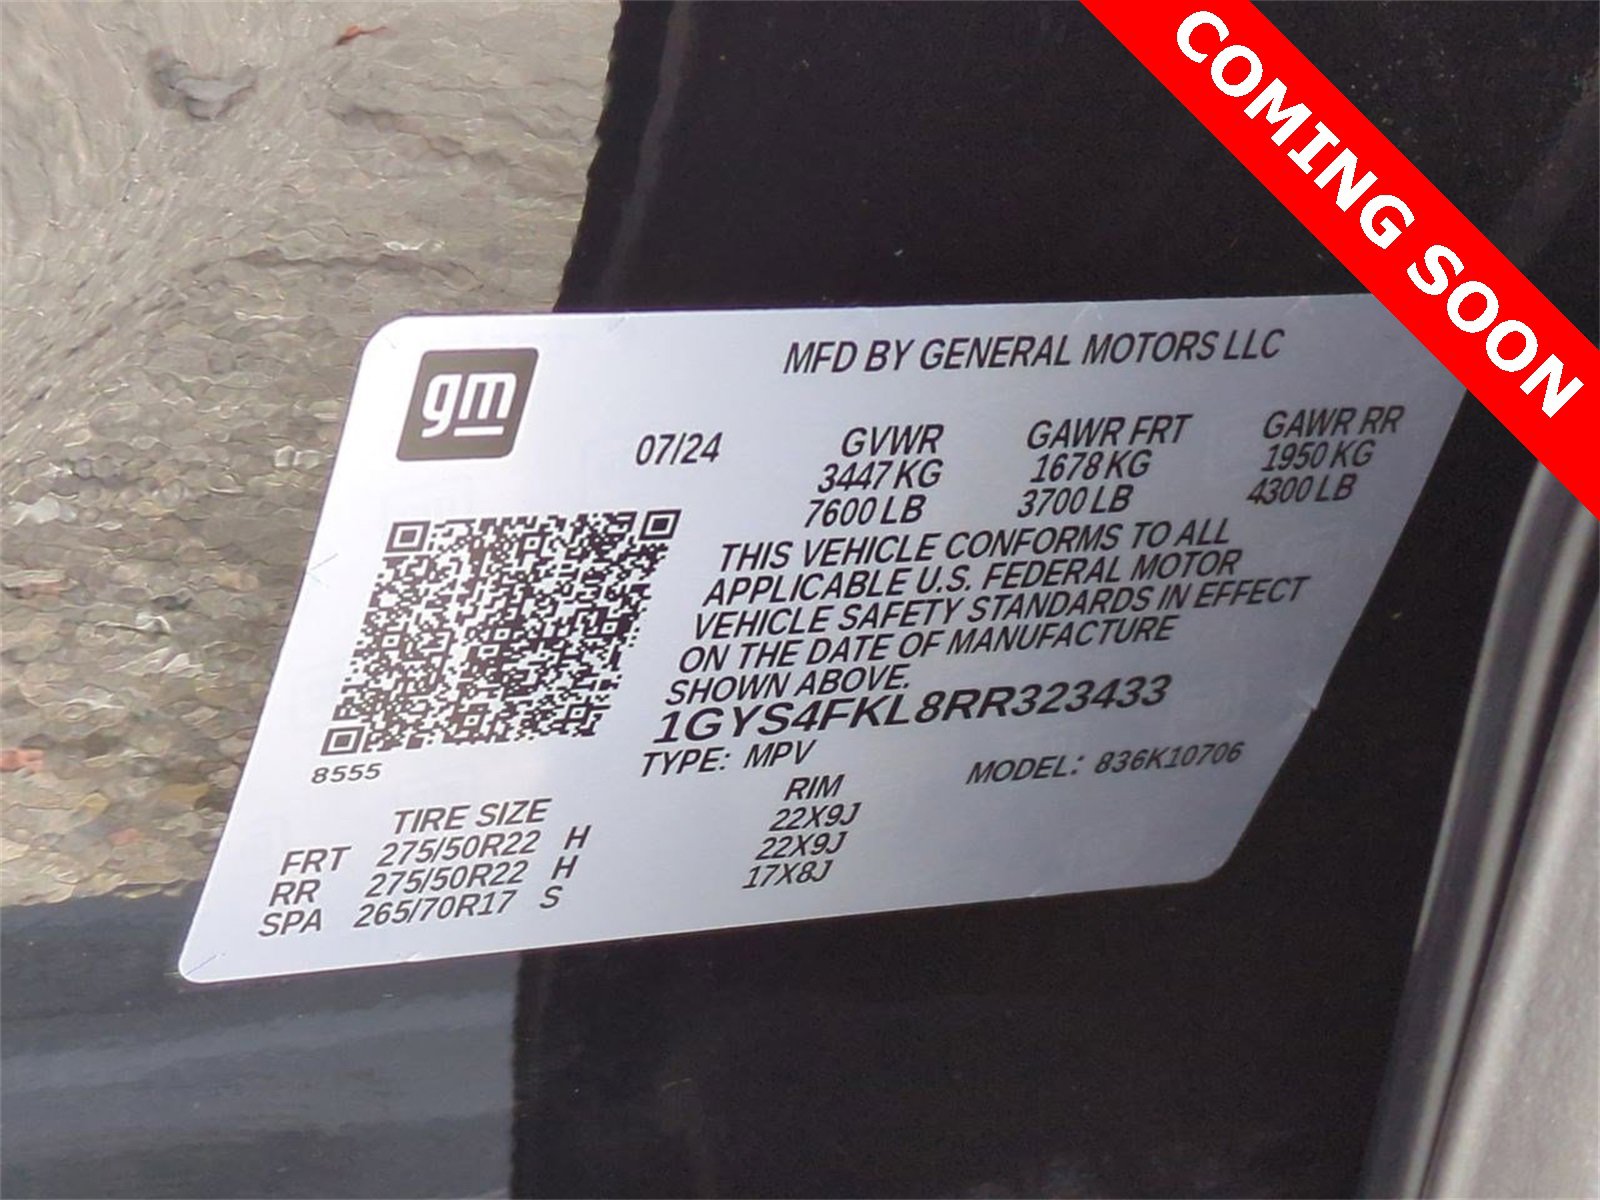 COMING SOON
gm
MFD BY GENERAL MOTORS LLC
07/24 GVWR GAWR FRT GAWR RR
3447 KG 1678 KG 1950 KG
7600 LB 3700 LB 4300 LB
THIS VEHICLE CONFORMS TO ALL
APPLICABLE U.S. FEDERAL MOTOR
VEHICLE SAFETY STANDARDS IN EFFECT
ON THE DATE OF MANUFACTURE
SHOWN ABOVE.
1GYS4FKL8RR323433
TYPE: MPV MODEL: 836K10706
8555
TIRE SIZE RIM
FRT 275/50R22 H 22X9J
RR 275/50R22 H 22X9J
SPA 265/70R17 S 17X8J